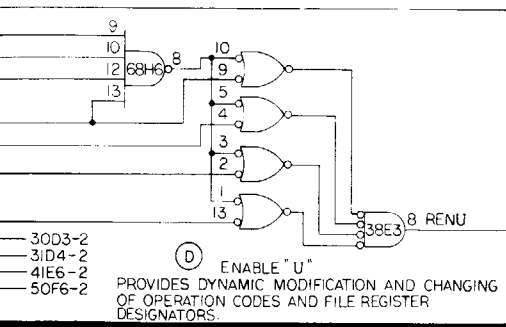 9
10
12
13
68H6
8
10
9
5
4
3
2
1
13
38E3
8 RENU
30D3-2
31D4-2
41E6-2
50F6-2
D
ENABLE "U"
PROVIDES DYNAMIC MODIFICATION AND CHANGING
OF OPERATION CODES AND FILE REGISTER
DESIGNATORS.